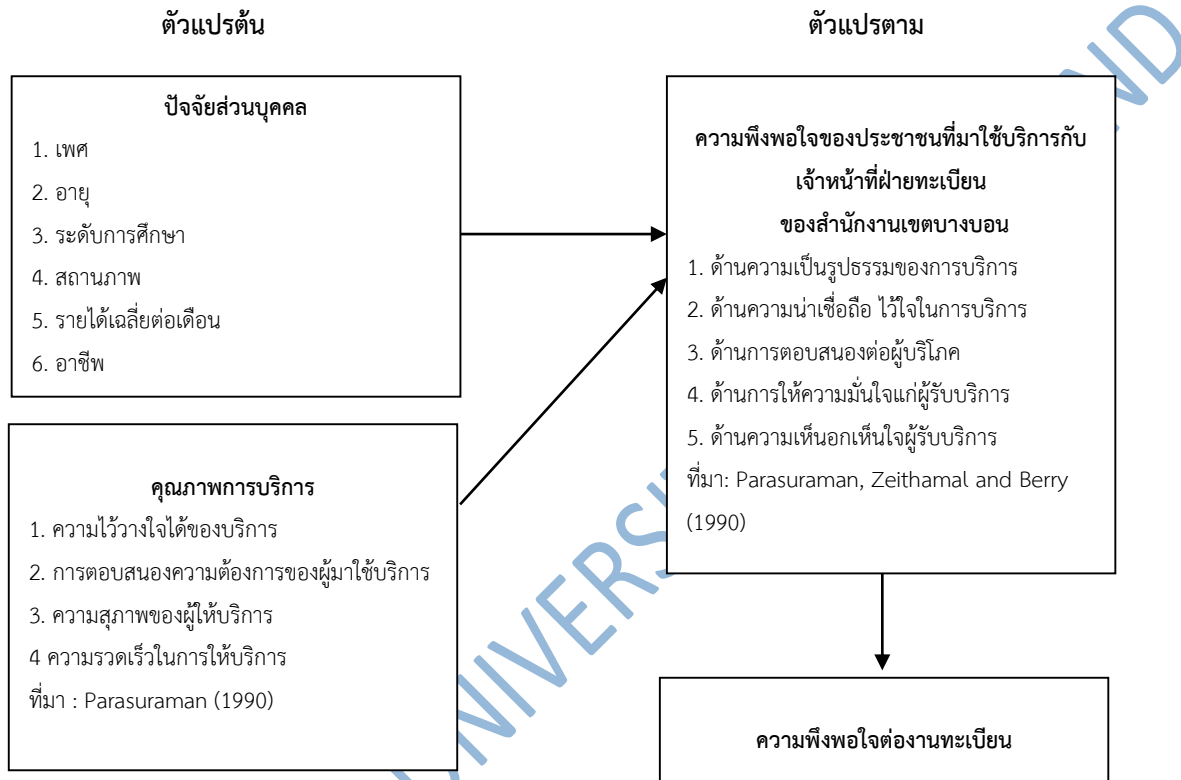 ตัวแปรต้น
ตัวแปรตาม
ปัจจัยส่วนบุคคล
1. เพศ
2. อายุ
3. ระดับการศึกษา
4. สถานภาพ
5. รายได้เฉลี่ยต่อเดือน
6. อาชีพ
คุณภาพการบริการ
1. ความไว้วางใจได้ของบริการ
2. การตอบสนองความต้องการของผู้มาใช้บริการ
3. ความสุภาพของผู้ให้บริการ
4 ความรวดเร็วในการให้บริการ
ที่มา : Parasuraman (1990)
ความพึงพอใจของประชาชนที่มาใช้บริการกับ
เจ้าหน้าที่ฝ่ายทะเบียน
ของสำนักงานเขตบางบอน
1. ด้านความเป็นรูปธรรมของการบริการ
2. ด้านความน่าเชื่อถือ ไว้ใจในการบริการ
3. ด้านการตอบสนองต่อผู้บริโภค
4. ด้านการให้ความมั่นใจแก่ผู้รับบริการ
5. ด้านความเห็นอกเห็นใจผู้รับบริการ
ที่มา: Parasuraman, Zeithamal and Berry
(1990)
ความพึงพอใจต่องานทะเบียน